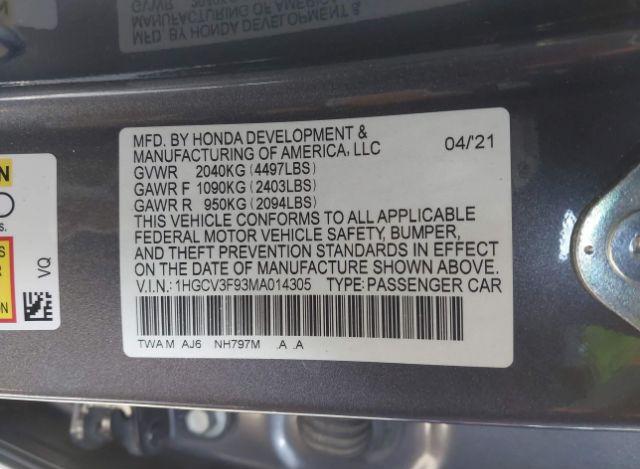 MFD. BY HONDA DEVELOPMENT &
MANUFACTURING OF AMERICA, LLC 04/'21
GVWR 2040KG (4497LBS)
GAWR F 1090KG (2403LBS)
GAWR R 950KG (2094LBS)
THIS VEHICLE CONFORMS TO ALL APPLICABLE
FEDERAL MOTOR VEHICLE SAFETY, BUMPER,
AND THEFT PREVENTION STANDARDS IN EFFECT
ON THE DATE OF MANUFACTURE SHOWN ABOVE.
V.I.N.: 1HGCV3F93MA014305 TYPE: PASSENGER CAR
TWA M AJ6 NH797M .A .A
VQ